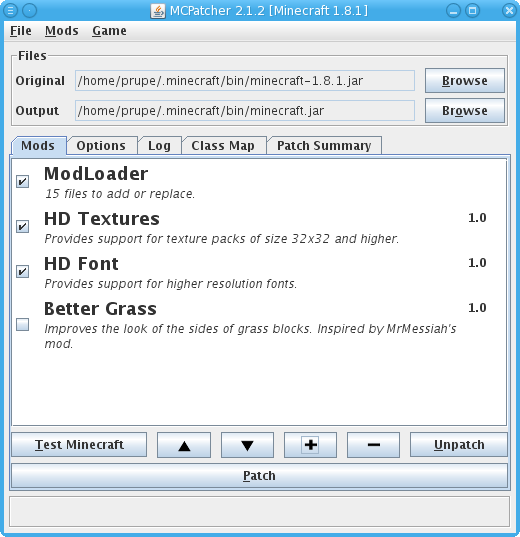 MCPatcher 2.1.2 [Minecraft 1.8.1]
File Mods Game
Files
Original /home/prupe/.minecraft/bin/minecraft-1.8.1.jar Browse
Output /home/prupe/.minecraft/bin/minecraft.jar Browse
Mods Options Log Class Map Patch Summary
ModLoader
15 files to add or replace.
HD Textures 1.0
Provides support for texture packs of size 32x32 and higher.
HD Font 1.0
Provides support for higher resolution fonts.
Better Grass 1.0
Improves the look of the sides of grass blocks. Inspired by MrMessiah's
mod.
Test Minecraft Unpatch
Patch